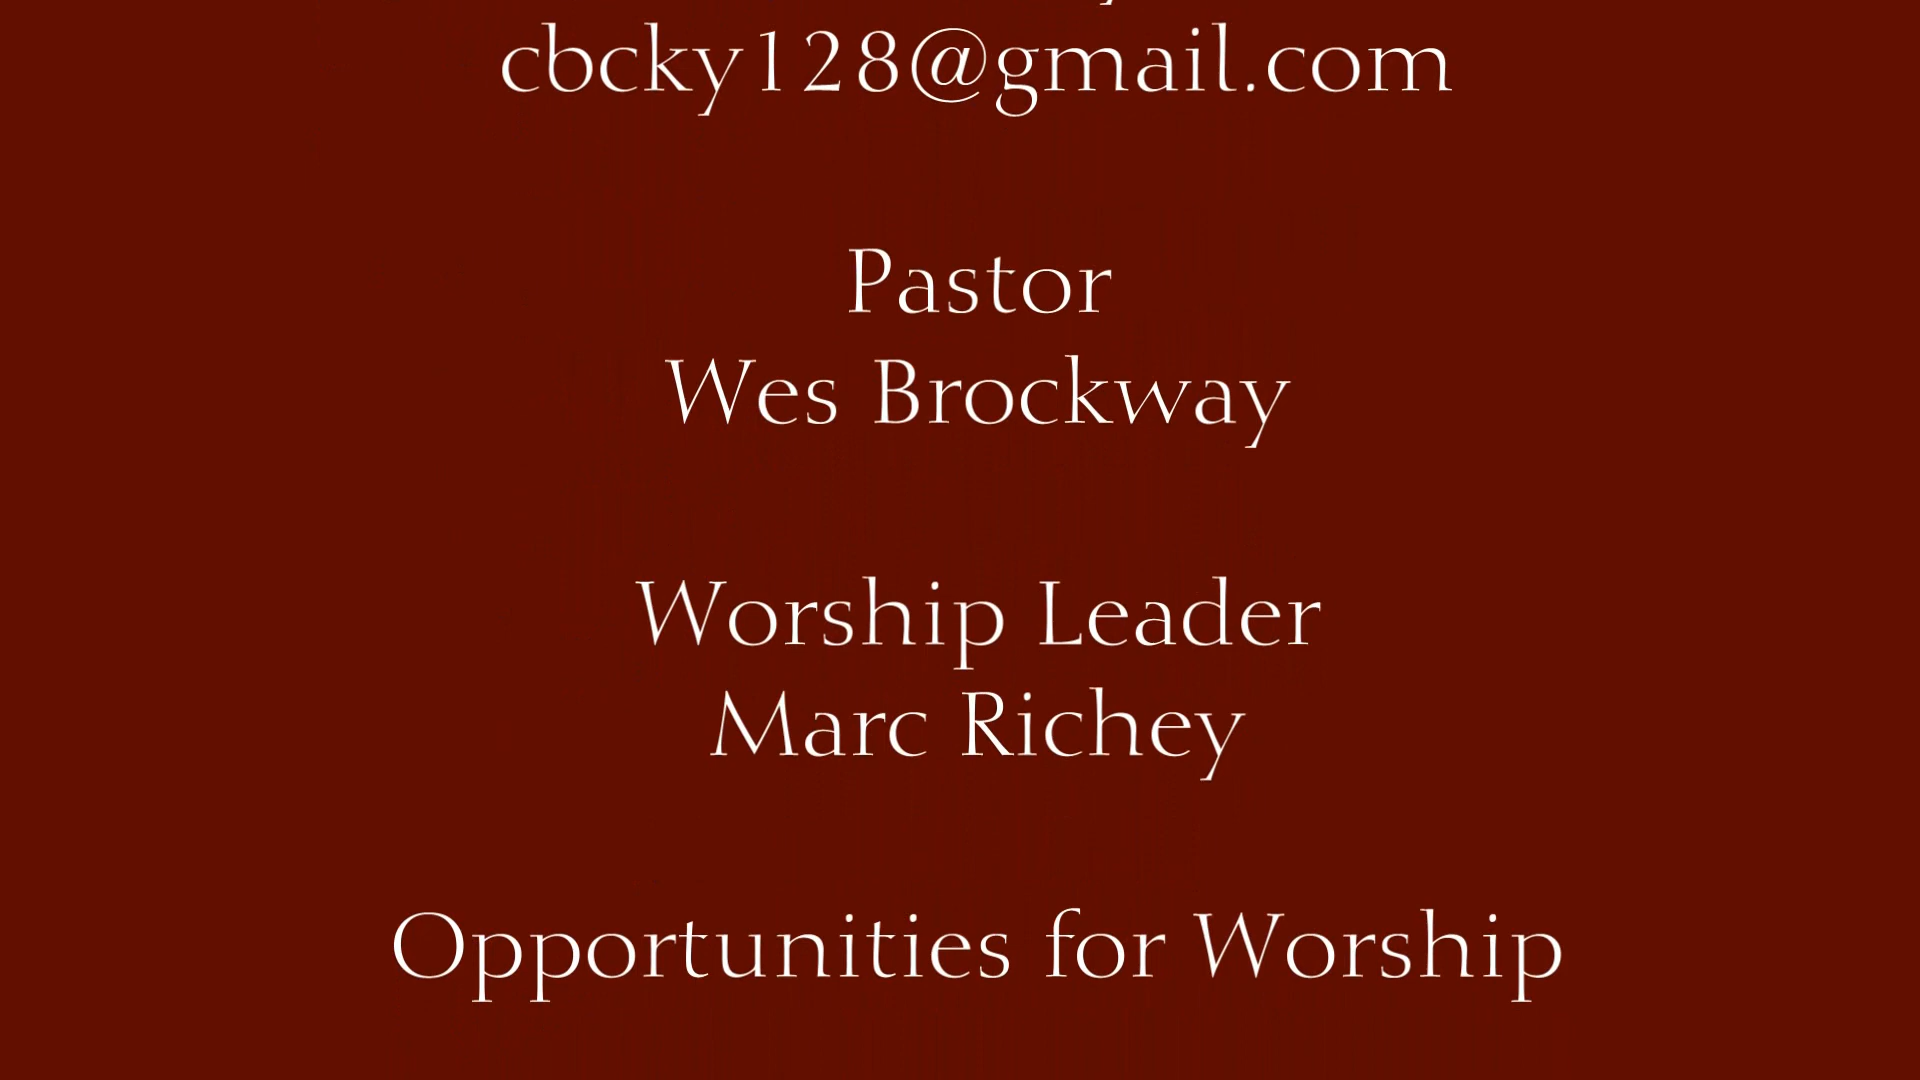 cbcky128@gmail.com
Pastor
Wes Brockway
Worship Leader
Marc Richey
Opportunities for Worship